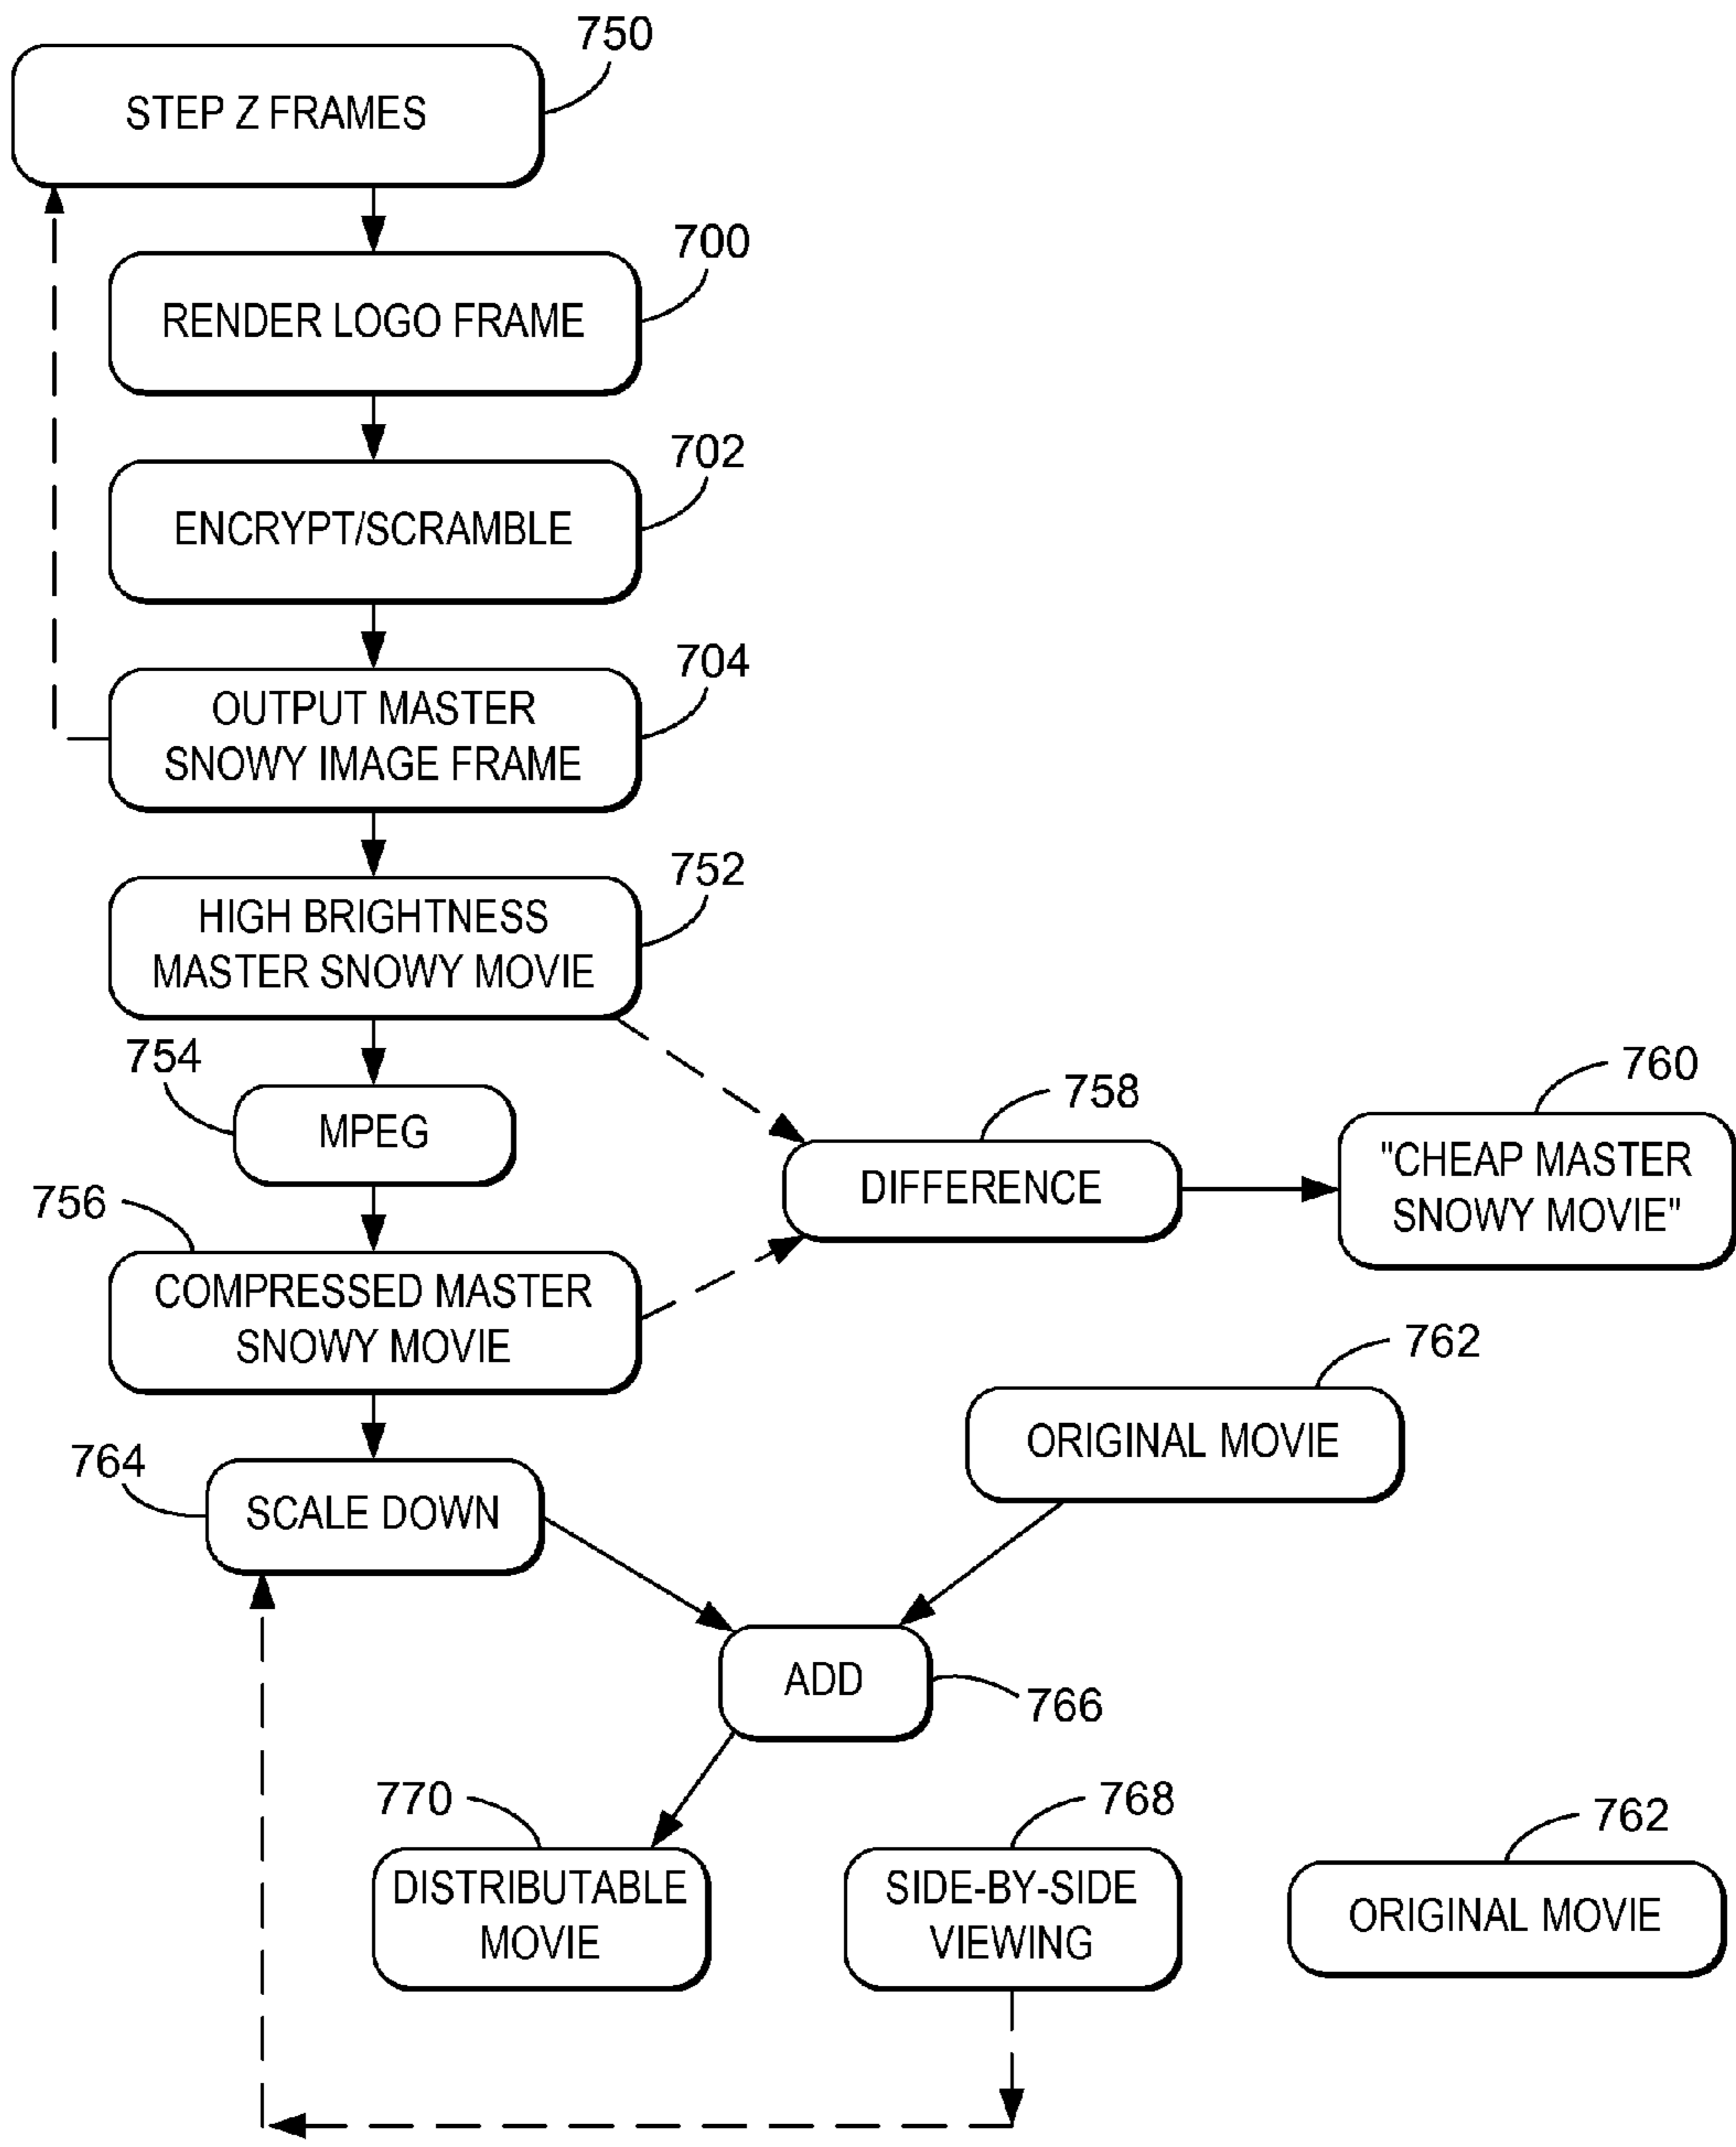 750
STEP Z FRAMES
700
RENDER LOGO FRAME
702
ENCRYPT/SCRAMBLE
704
OUTPUT MASTER
SNOWY IMAGE FRAME
752
HIGH BRIGHTNESS
MASTER SNOWY MOVIE
754
MPEG
758
DIFFERENCE
760
"CHEAP MASTER
SNOWY MOVIE"
756
COMPRESSED MASTER
SNOWY MOVIE
762
ORIGINAL MOVIE
764
SCALE DOWN
ADD
766
770
DISTRIBUTABLE
MOVIE
768
SIDE-BY-SIDE
VIEWING
762
ORIGINAL MOVIE